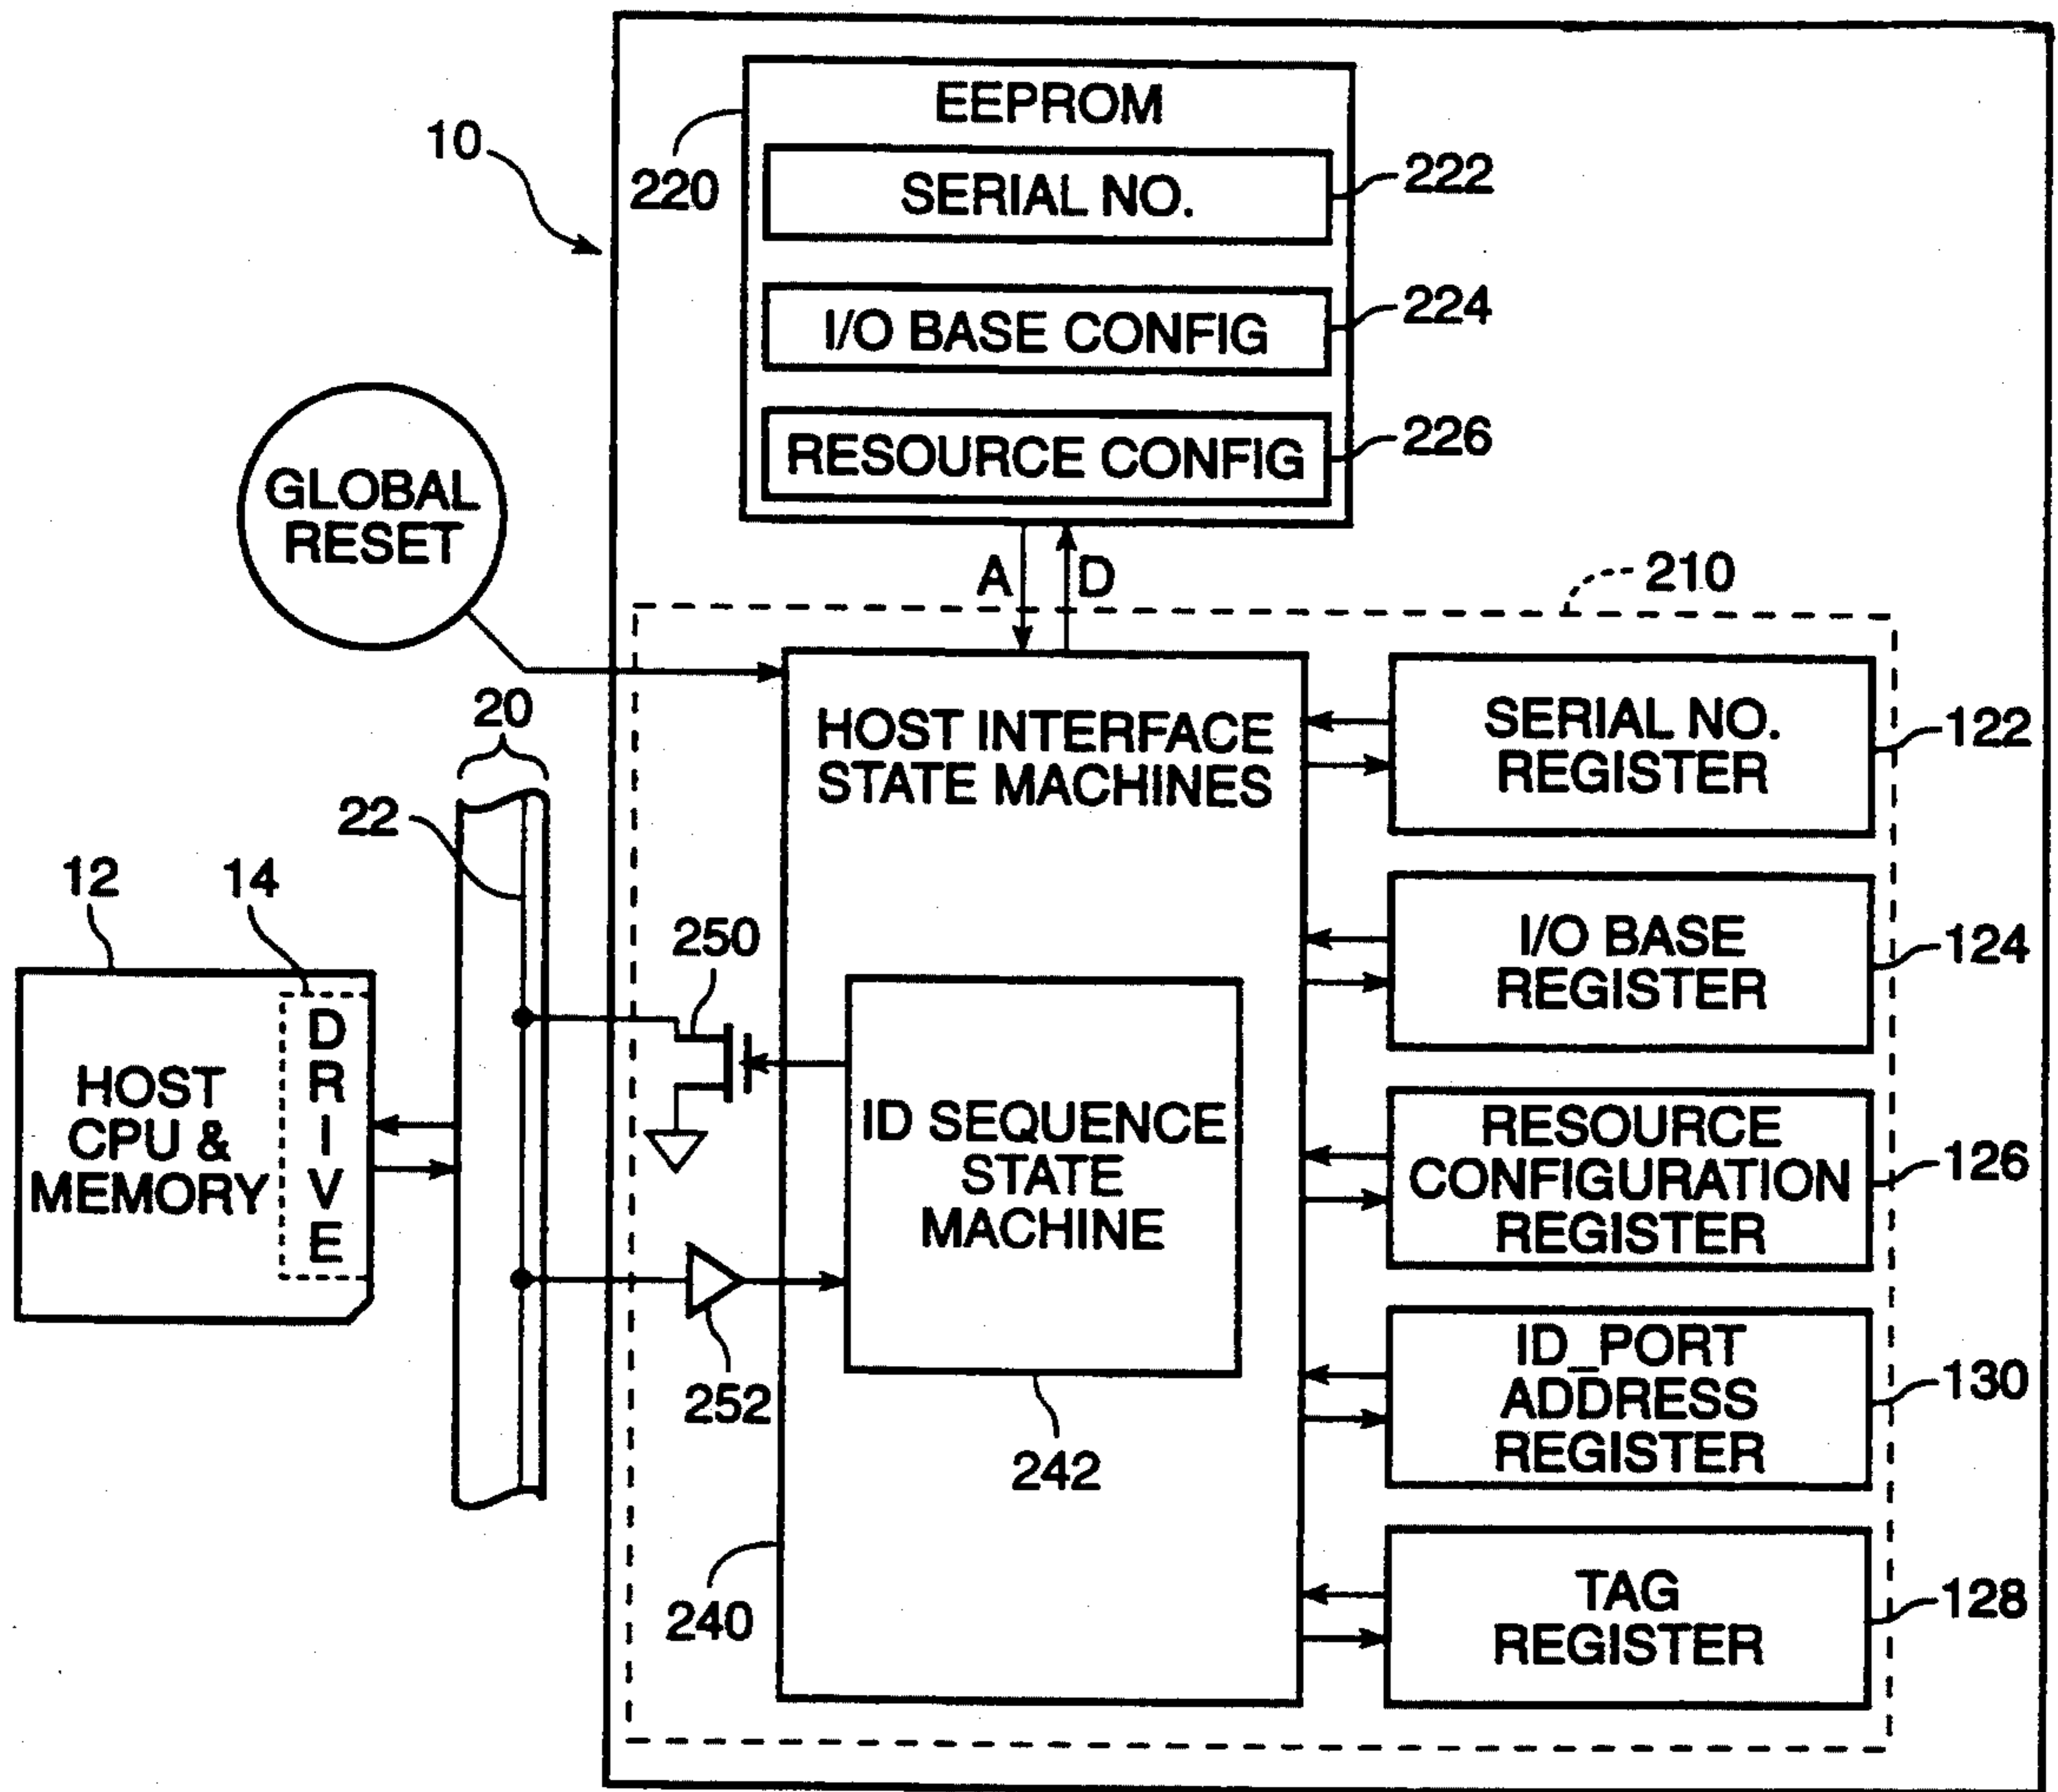 EEPROM
10
220
SERIAL NO.
222
I/O BASE CONFIG
224
RESOURCE CONFIG
226
GLOBAL
RESET
A
D
210
20
22
HOST INTERFACE
STATE MACHINES
SERIAL NO.
REGISTER
122
12
14
250
I/O BASE
REGISTER
124
HOST
CPU &
MEMORY
D
R
I
V
E
ID SEQUENCE
STATE
MACHINE
RESOURCE
CONFIGURATION
REGISTER
126
252
242
ID_PORT
ADDRESS
REGISTER
130
240
TAG
REGISTER
128